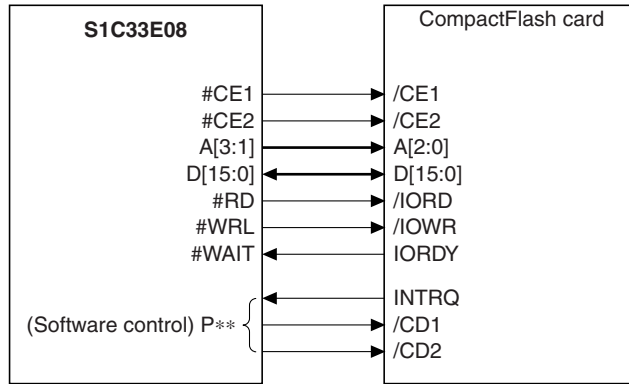 S1C33E08
CompactFlash card
#CE1 /CE1
#CE2 /CE2
A[3:1] A[2:0]
D[15:0] D[15:0]
#RD /IORD
#WRL /IOWR
#WAIT IORDY
INTRQ
(Software control) P** /CD1
/CD2